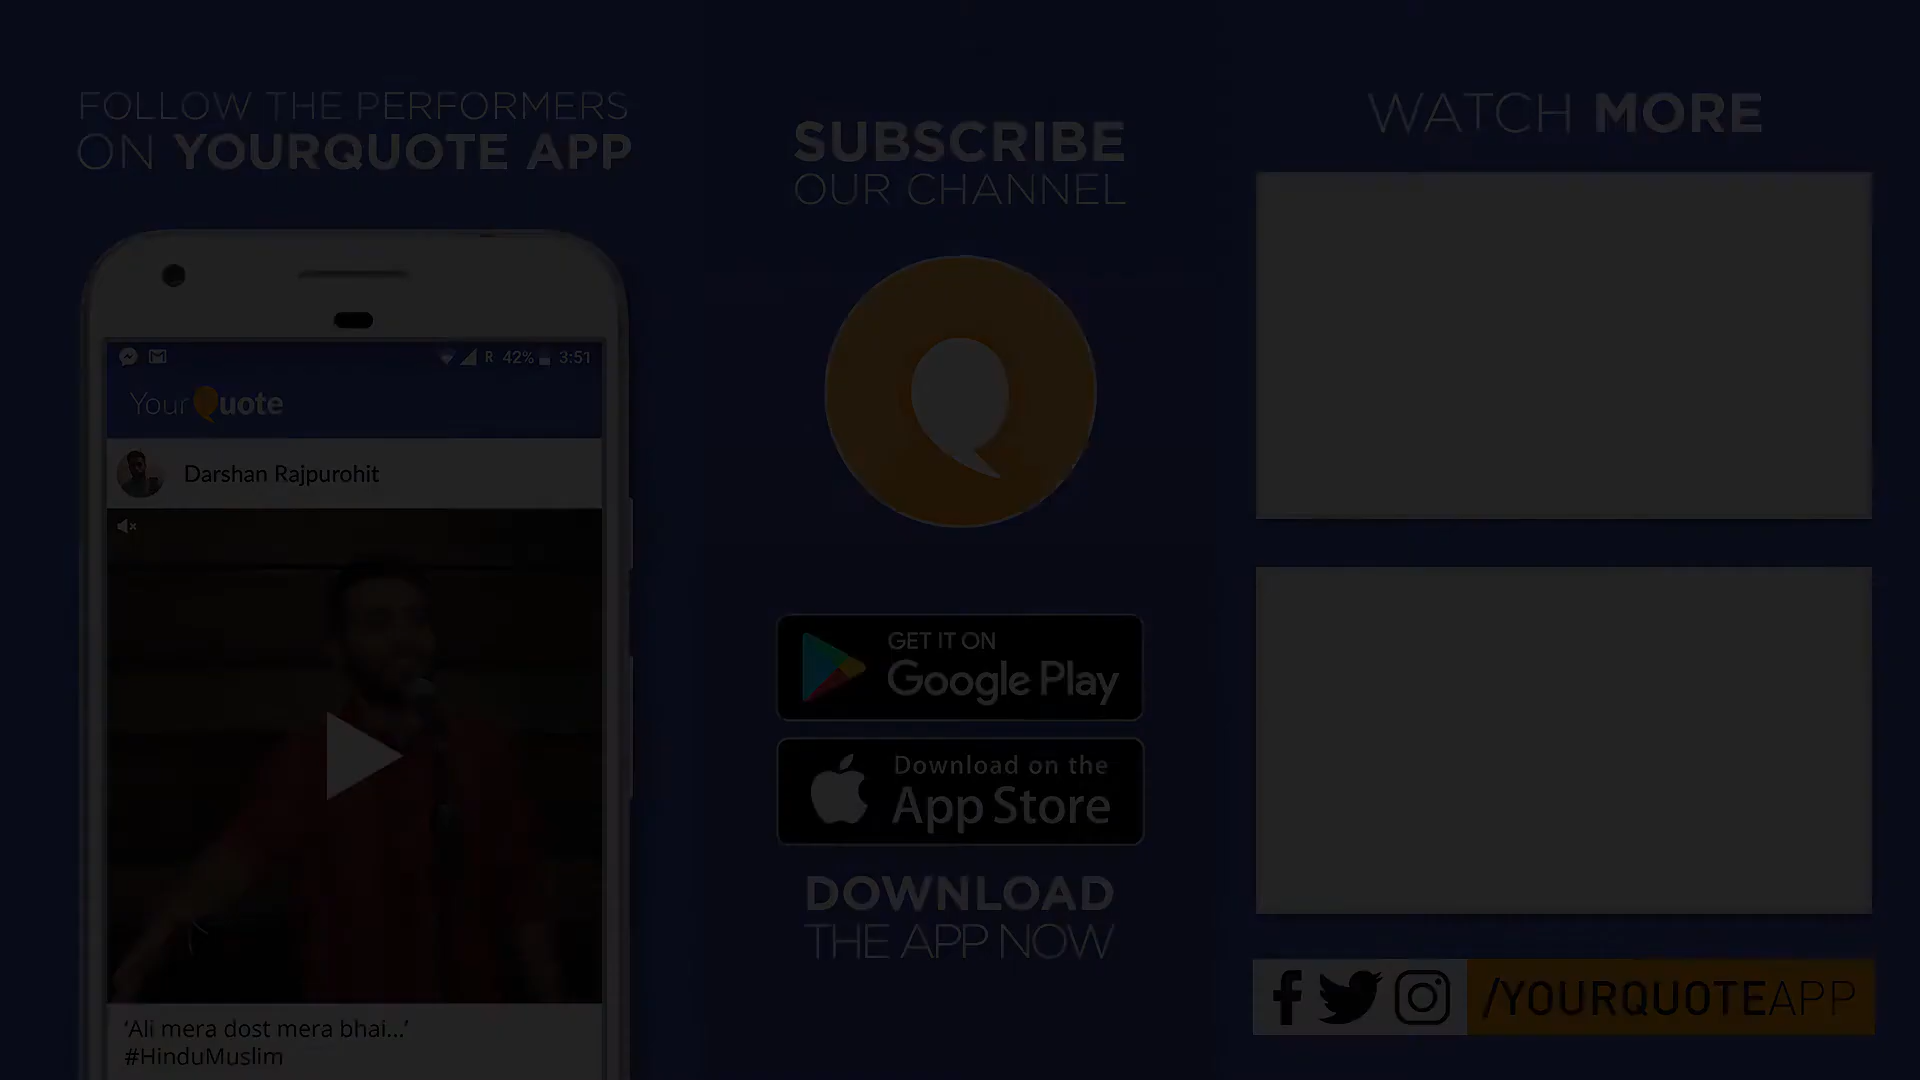 FOLLOW THE PERFORMERS
ON YOURQUOTE APP
R 42% 3:51
YourQuote
Darshan Rajpurohit
‘Ali mera dost mera bhai...’
#HinduMuslim
SUBSCRIBE
OUR CHANNEL
GET IT ON
Google Play
Download on the
App Store
DOWNLOAD
THE APP NOW
WATCH MORE
/YOURQUOTEAPP